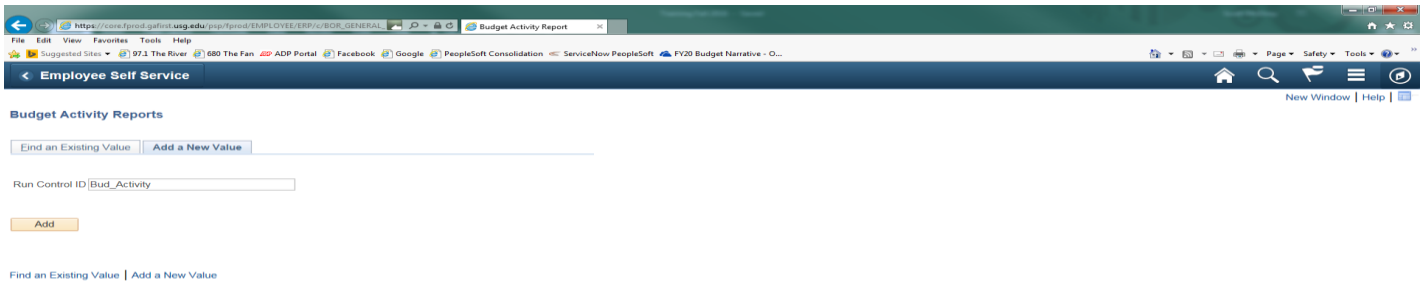 https://core.fprod.gafirst.usg.edu/psp/fprod/EMPLOYEE/ERP/c/BOR_GENERAL_ Budget Activity Report
File Edit View Favorites Tools Help
Suggested Sites 97.1 The River 680 The Fan ADP Portal Facebook Google PeopleSoft Consolidation ServiceNow PeopleSoft FY20 Budget Narrative - O... Page Safety Tools
Employee Self Service
New Window | Help |
Budget Activity Reports
Find an Existing Value Add a New Value
Run Control ID Bud_Activity
Add
Find an Existing Value | Add a New Value